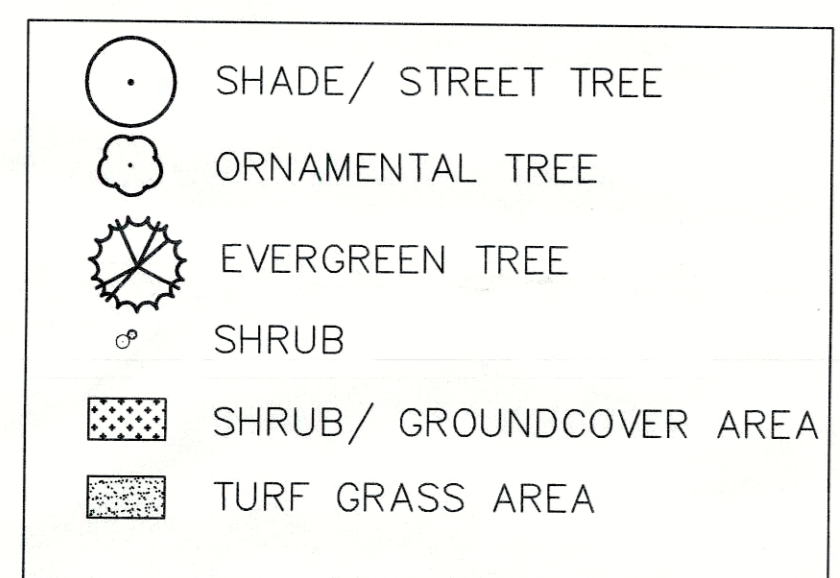 SHADE/ STREET TREE
ORNAMENTAL TREE
EVERGREEN TREE
SHRUB
SHRUB/ GROUNDCOVER AREA
TURF GRASS AREA